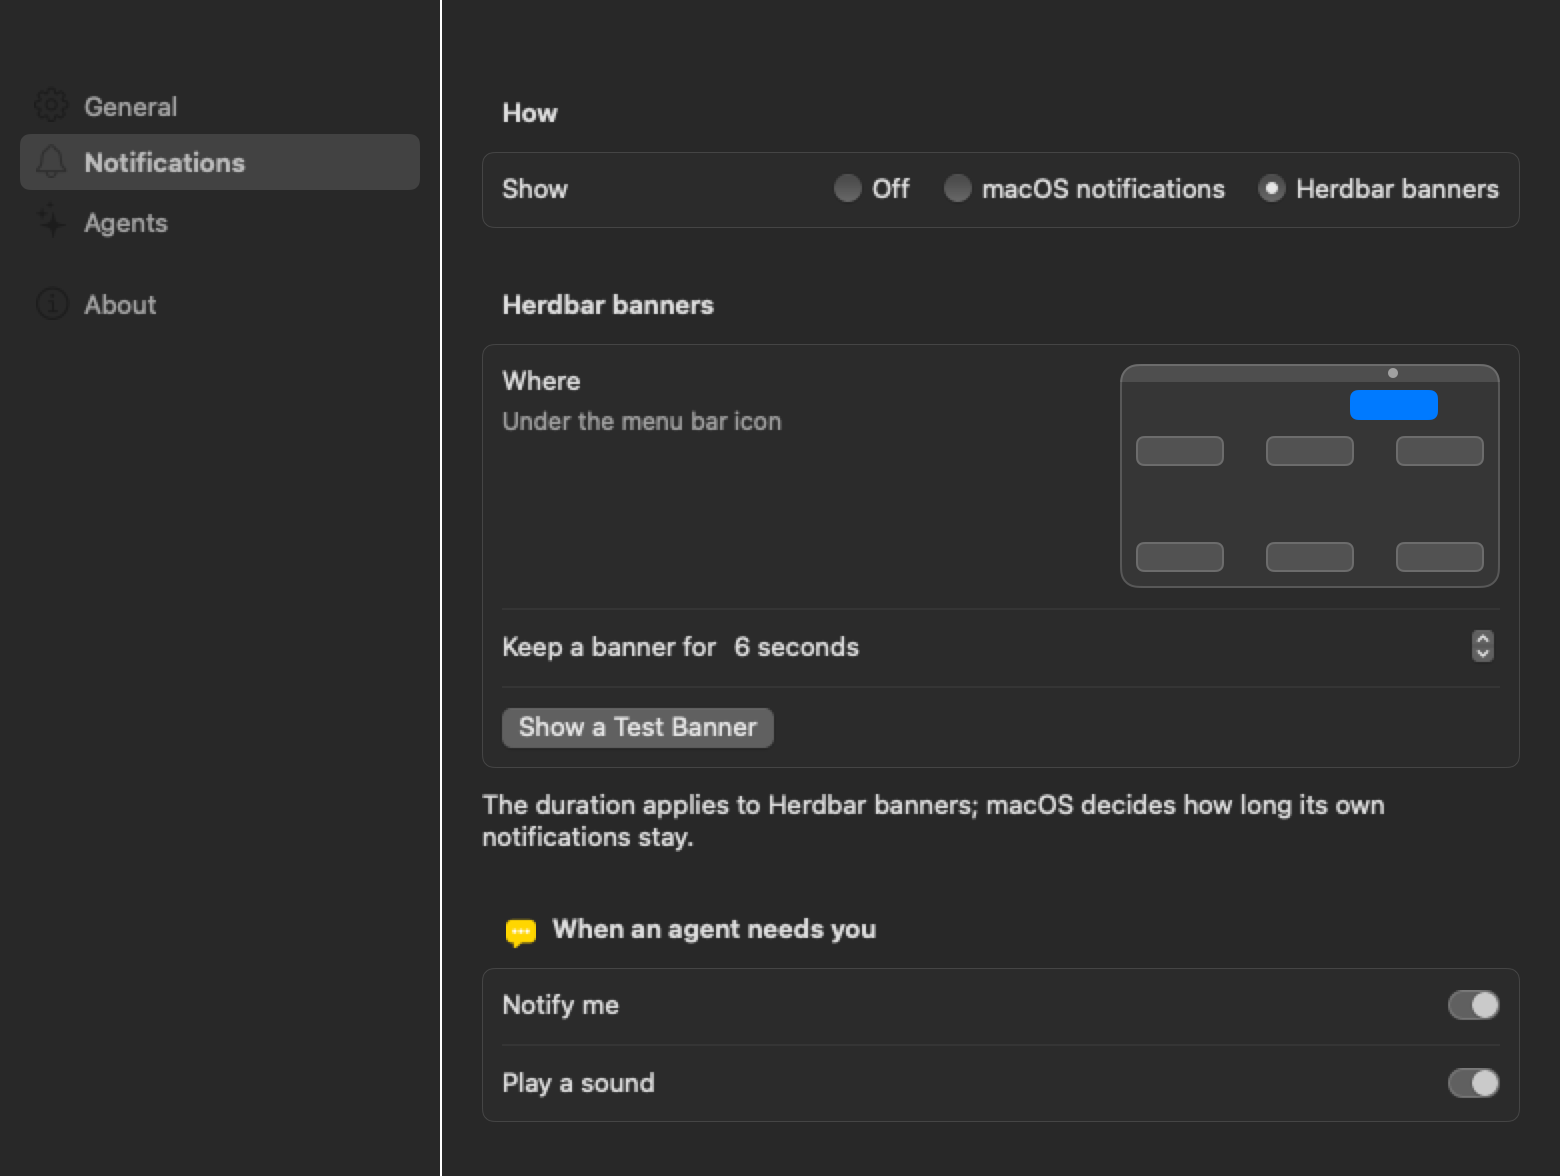 General
Notifications
Agents
About
How
Show Off macOS notifications Herdbar banners
Herdbar banners
Where
Under the menu bar icon
Keep a banner for 6 seconds
Show a Test Banner
The duration applies to Herdbar banners; macOS decides how long its own
notifications stay.
When an agent needs you
Notify me
Play a sound